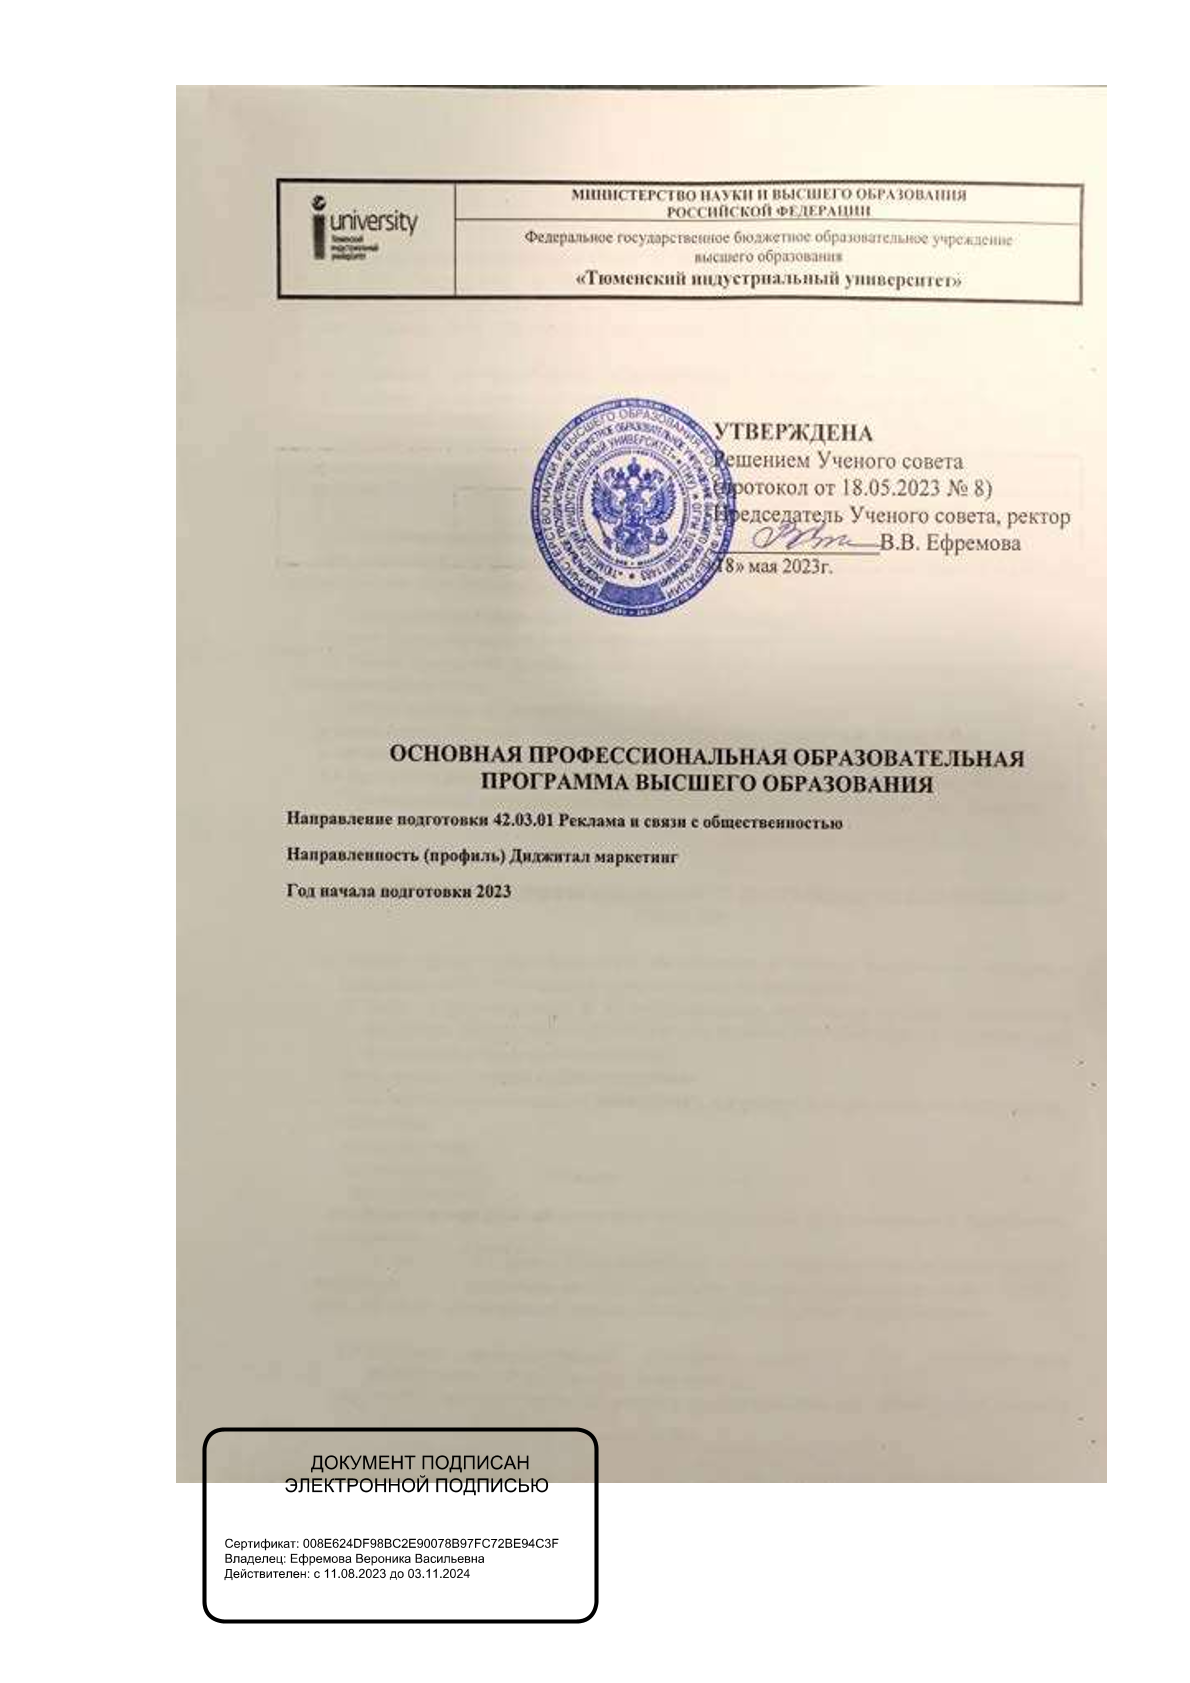 university
Тюменский
индустриальный
университет
МИНИСТЕРСТВО НАУКИ И ВЫСШЕГО ОБРАЗОВАНИЯ
РОССИЙСКОЙ ФЕДЕРАЦИИ
Федеральное государственное бюджетное образовательное учреждение
высшего образования
«Тюменский индустриальный университет»
УТВЕРЖДЕНА
Решением Ученого совета
(протокол от 18.05.2023 № 8)
Председатель Ученого совета, ректор
В.В. Ефремова
«18» мая 2023г.
ОСНОВНАЯ ПРОФЕССИОНАЛЬНАЯ ОБРАЗОВАТЕЛЬНАЯ
ПРОГРАММА ВЫСШЕГО ОБРАЗОВАНИЯ
Направление подготовки 42.03.01 Реклама и связи с общественностью
Направленность (профиль) Диджитал маркетинг
Год начала подготовки 2023
ДОКУМЕНТ ПОДПИСАН
ЭЛЕКТРОННОЙ ПОДПИСЬЮ
Сертификат: 008E624DF98BC2E90078B97FC72BE94C3F
Владелец: Ефремова Вероника Васильевна
Действителен: с 11.08.2023 до 03.11.2024